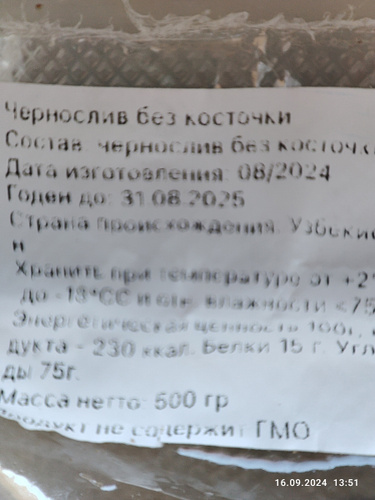 Чернослив без косточки
Состав: чернослив без косточк
Дата изготовления: 08/2024
Годен до: 31.08.2025
Страна происхождения: Узбекис
н
Хранить при температуре от +2°
до -18°СС и отн. влажности <75
Энергетическая ценность 100г,
дукта - 230 ккал. Белки 15 г. Угл
ды 75г.
Масса нетто: 500 гр
продукт не содержит ГМО
16.09.2024 13:51